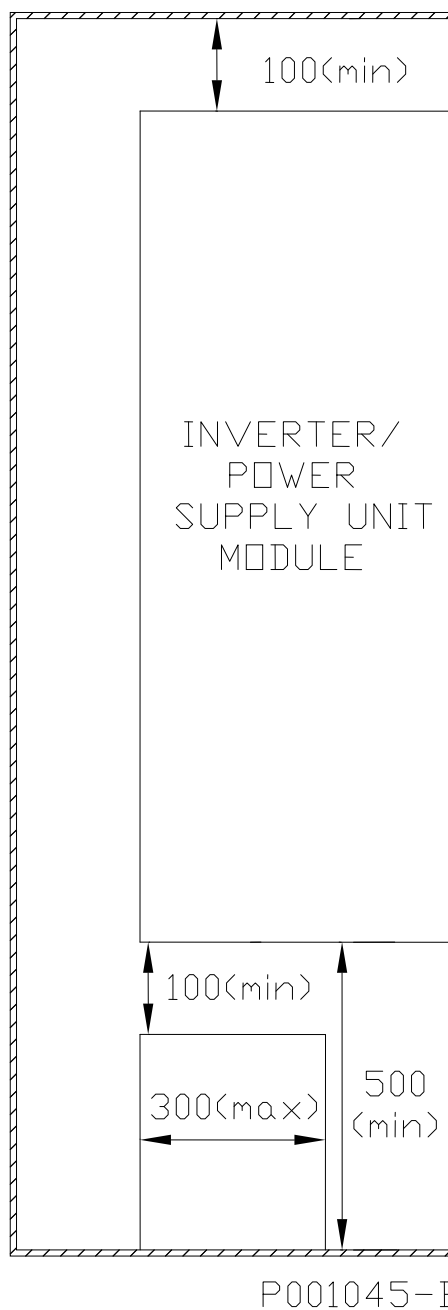 100(min)
INVERTER/
POWER
SUPPLY UNIT
MODULE
100(min)
300(max)
500
(min)